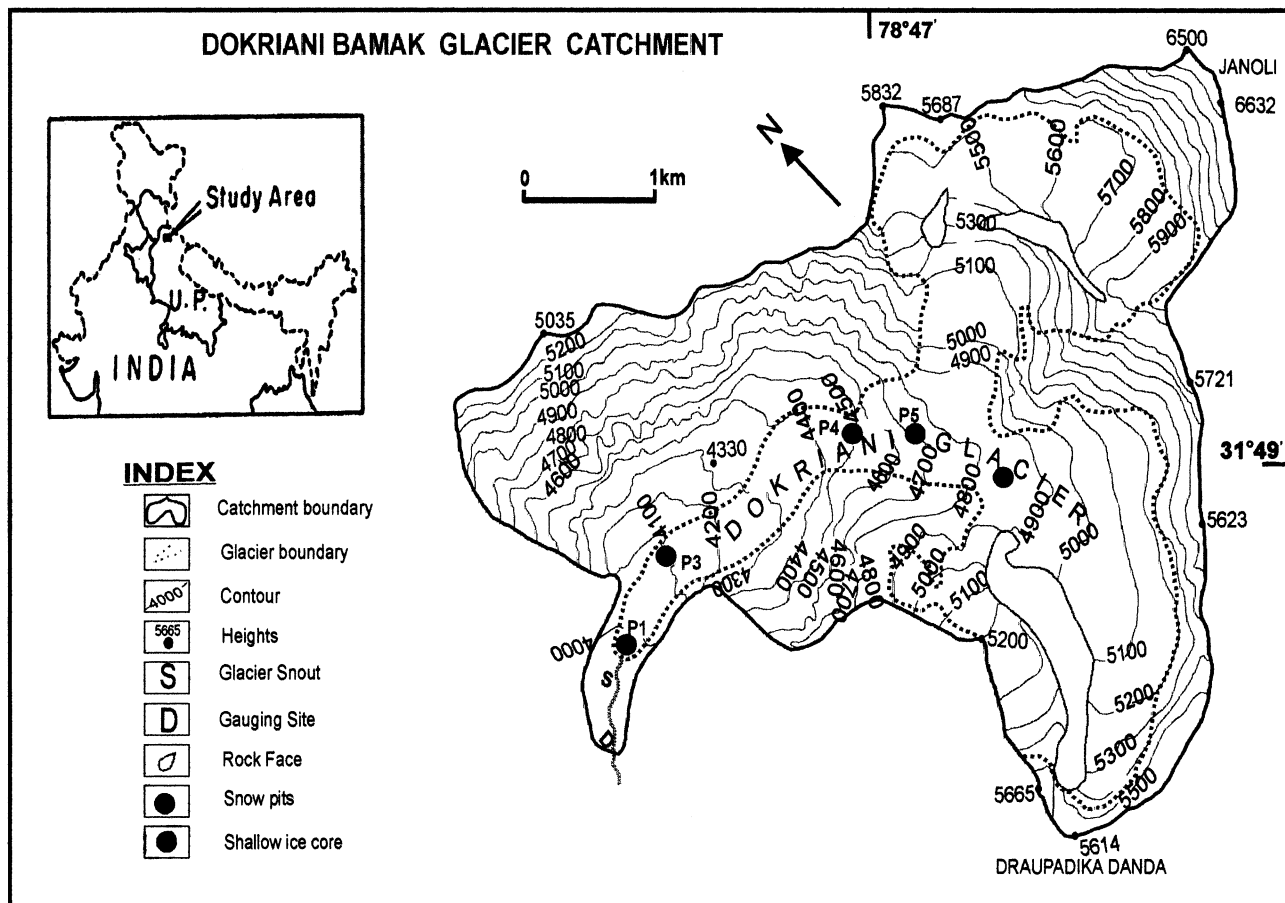 DOKRIANI BAMAK GLACIER CATCHMENT
78°47'
6500
JANOLI
6632
5832
5687
N
0 1km
5500
5600
5700
5800
5900
5300
5100
Study Area
U.P.
INDIA
5035
5200
5100
5000
4900
4800
4700
4600
5000
4900
5721
4400
4500
P4
P5
31°49'
4330
DOKRIANI GLACIER
4600
4700
4800
4900
5000
5623
4100
4200
P3
4300
4400
4500
4600
4700
4800
4900
5000
5100
5200
4000
P1
S
D
5100
5200
5300
5500
5665
5614
DRAUPADIKA DANDA
INDEX
Catchment boundary
Glacier boundary
4000 Contour
5665 Heights
S Glacier Snout
D Gauging Site
Rock Face
Snow pits
Shallow ice core